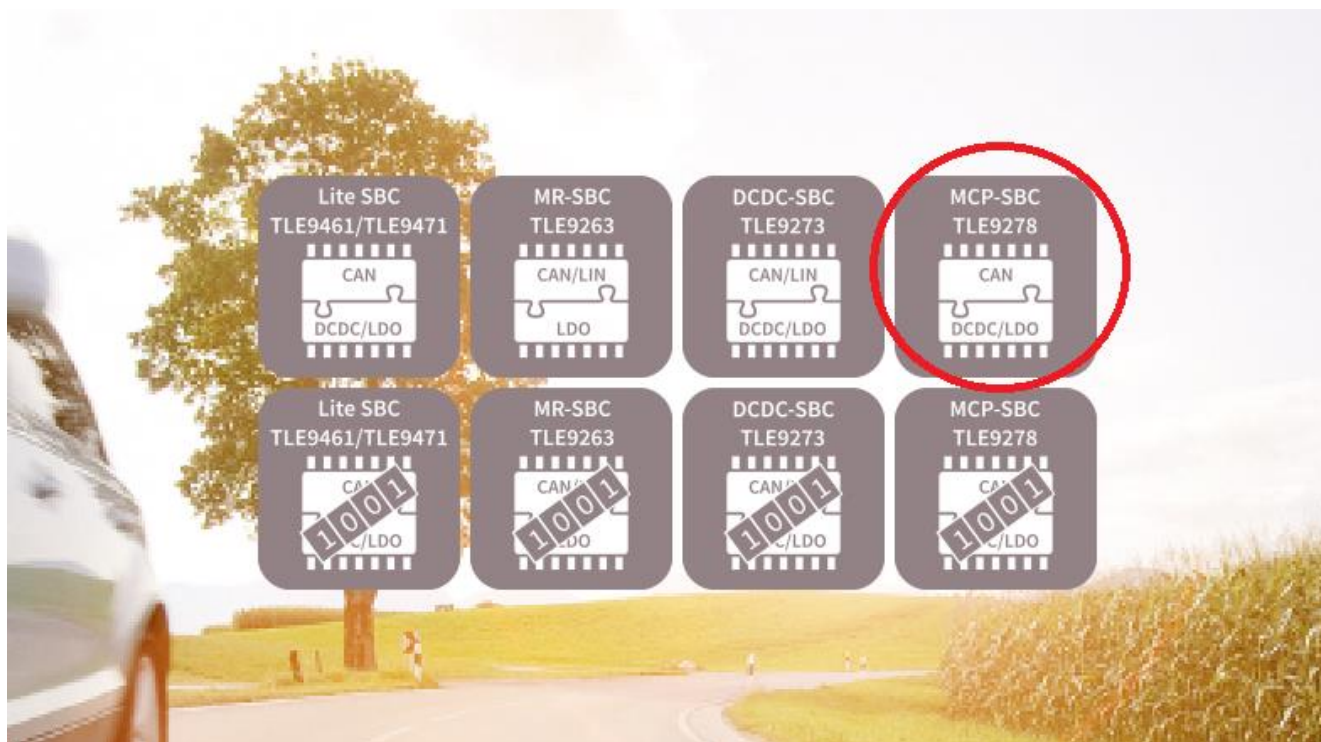 Lite SBC
TLE9461/TLE9471
CAN
DCDC/LDO
MR-SBC
TLE9263
CAN/LIN
LDO
DCDC-SBC
TLE9273
CAN/LIN
DCDC/LDO
MCP-SBC
TLE9278
CAN
DCDC/LDO
Lite SBC
TLE9461/TLE9471
1001
MR-SBC
TLE9263
1001
DCDC-SBC
TLE9273
1001
MCP-SBC
TLE9278
1001